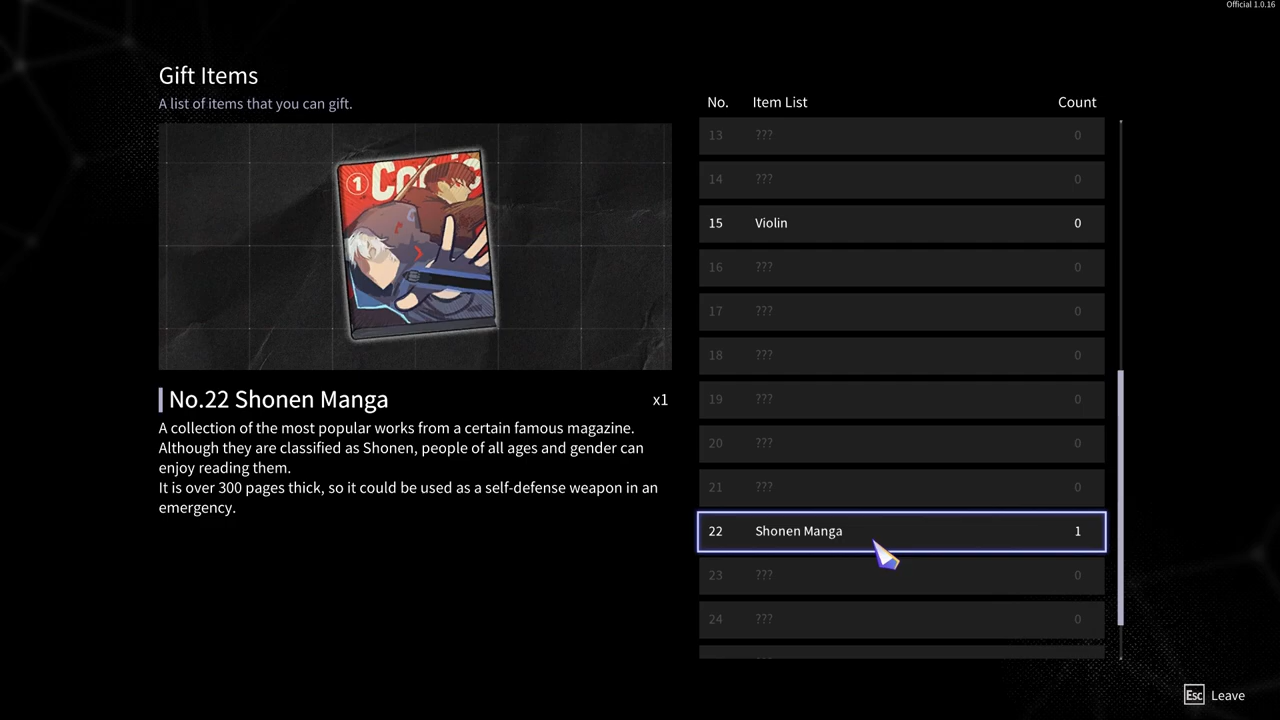 Official 1.0.16
Gift Items
A list of items that you can gift.
①
No. Item List Count
13 ??? 0
14 ??? 0
15 Violin 0
16 ??? 0
17 ??? 0
18 ??? 0
19 ??? 0
20 ??? 0
21 ??? 0
22 Shonen Manga 1
23 ??? 0
24 ??? 0
???
No.22 Shonen Manga x1
A collection of the most popular works from a certain famous magazine.
Although they are classified as Shonen, people of all ages and gender can
enjoy reading them.
It is over 300 pages thick, so it could be used as a self-defense weapon in an
emergency.
Esc Leave